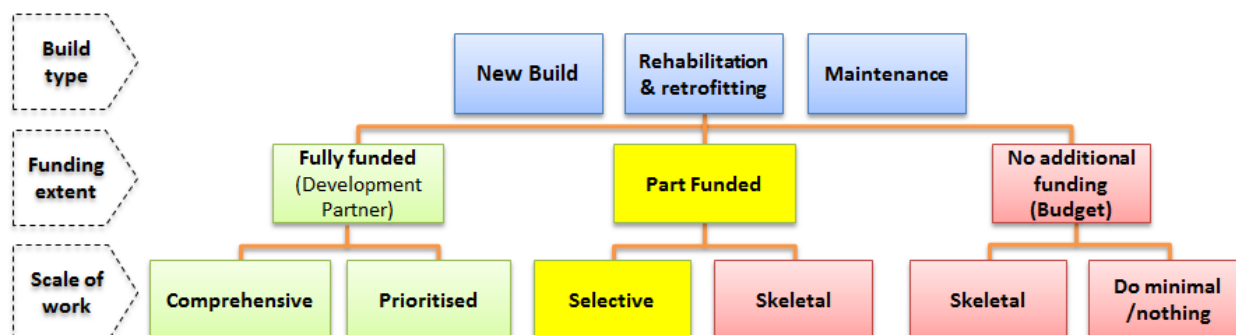 Build
type
New Build
Rehabilitation
& retrofitting
Maintenance
Funding
extent
Fully funded
(Development
Partner)
Part Funded
No additional
funding
(Budget)
Scale of
work
Comprehensive
Prioritised
Selective
Skeletal
Skeletal
Do minimal
/nothing